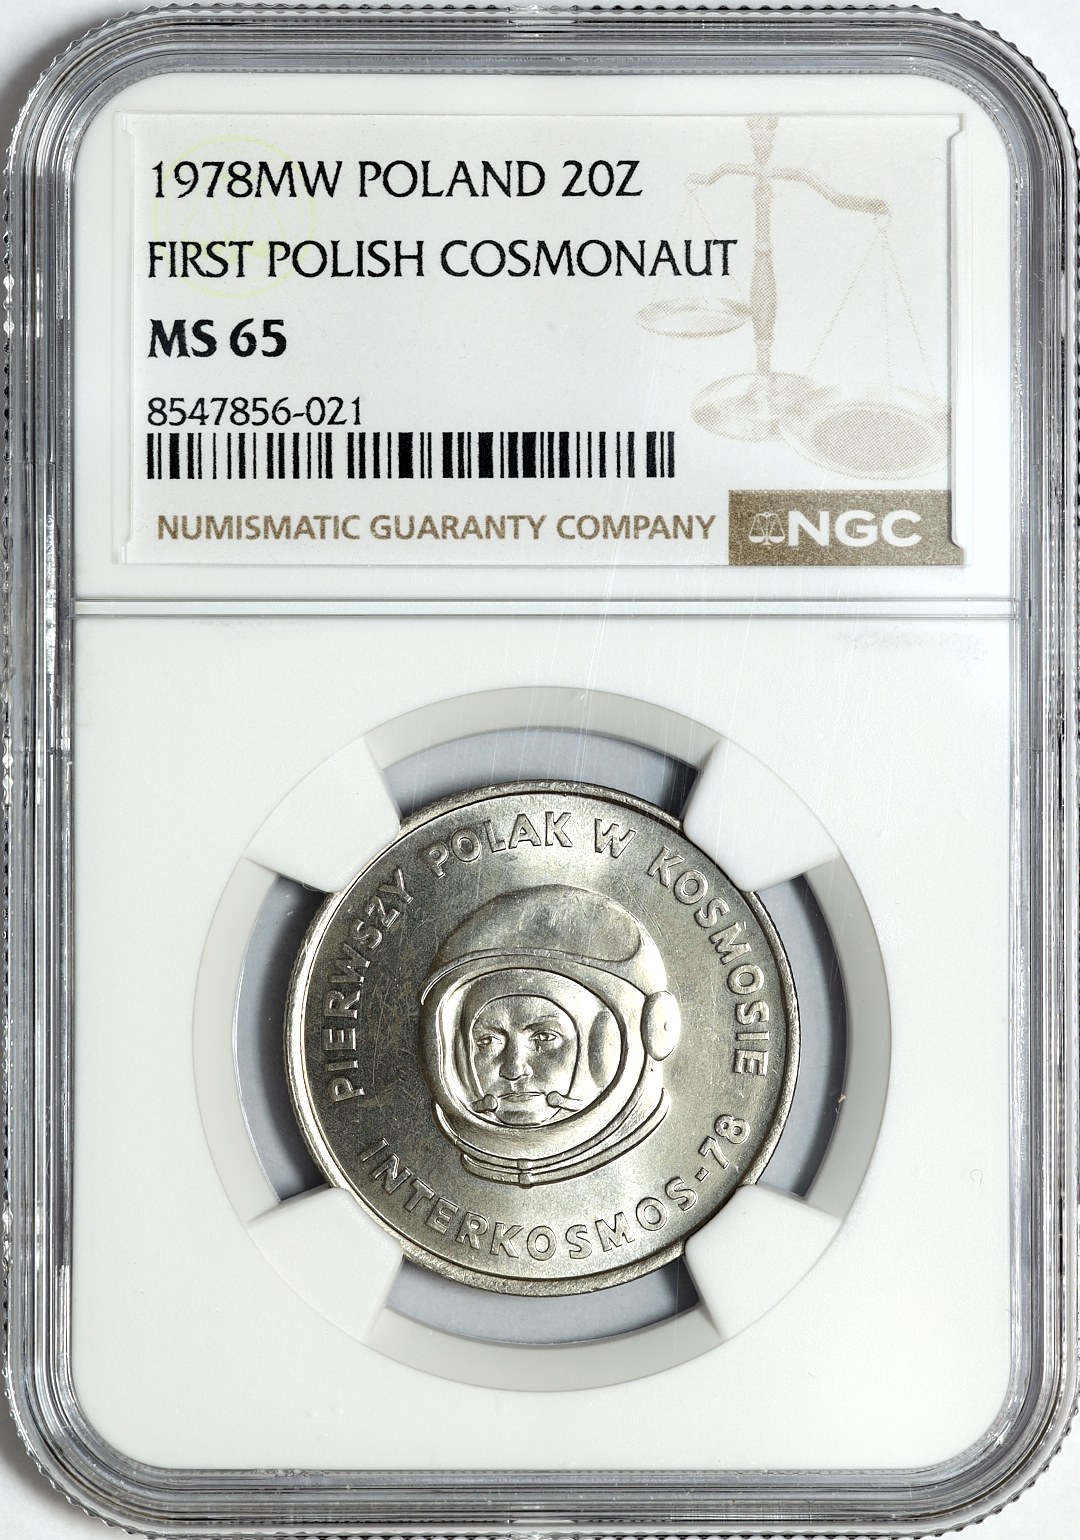 1978MW POLAND 20Z
FIRST POLISH COSMONAUT
MS 65
8547856-021
NUMISMATIC GUARANTY COMPANY
NGC
PIERWSZY POLAK W KOSMOSIE
INTERKOSMOS-78